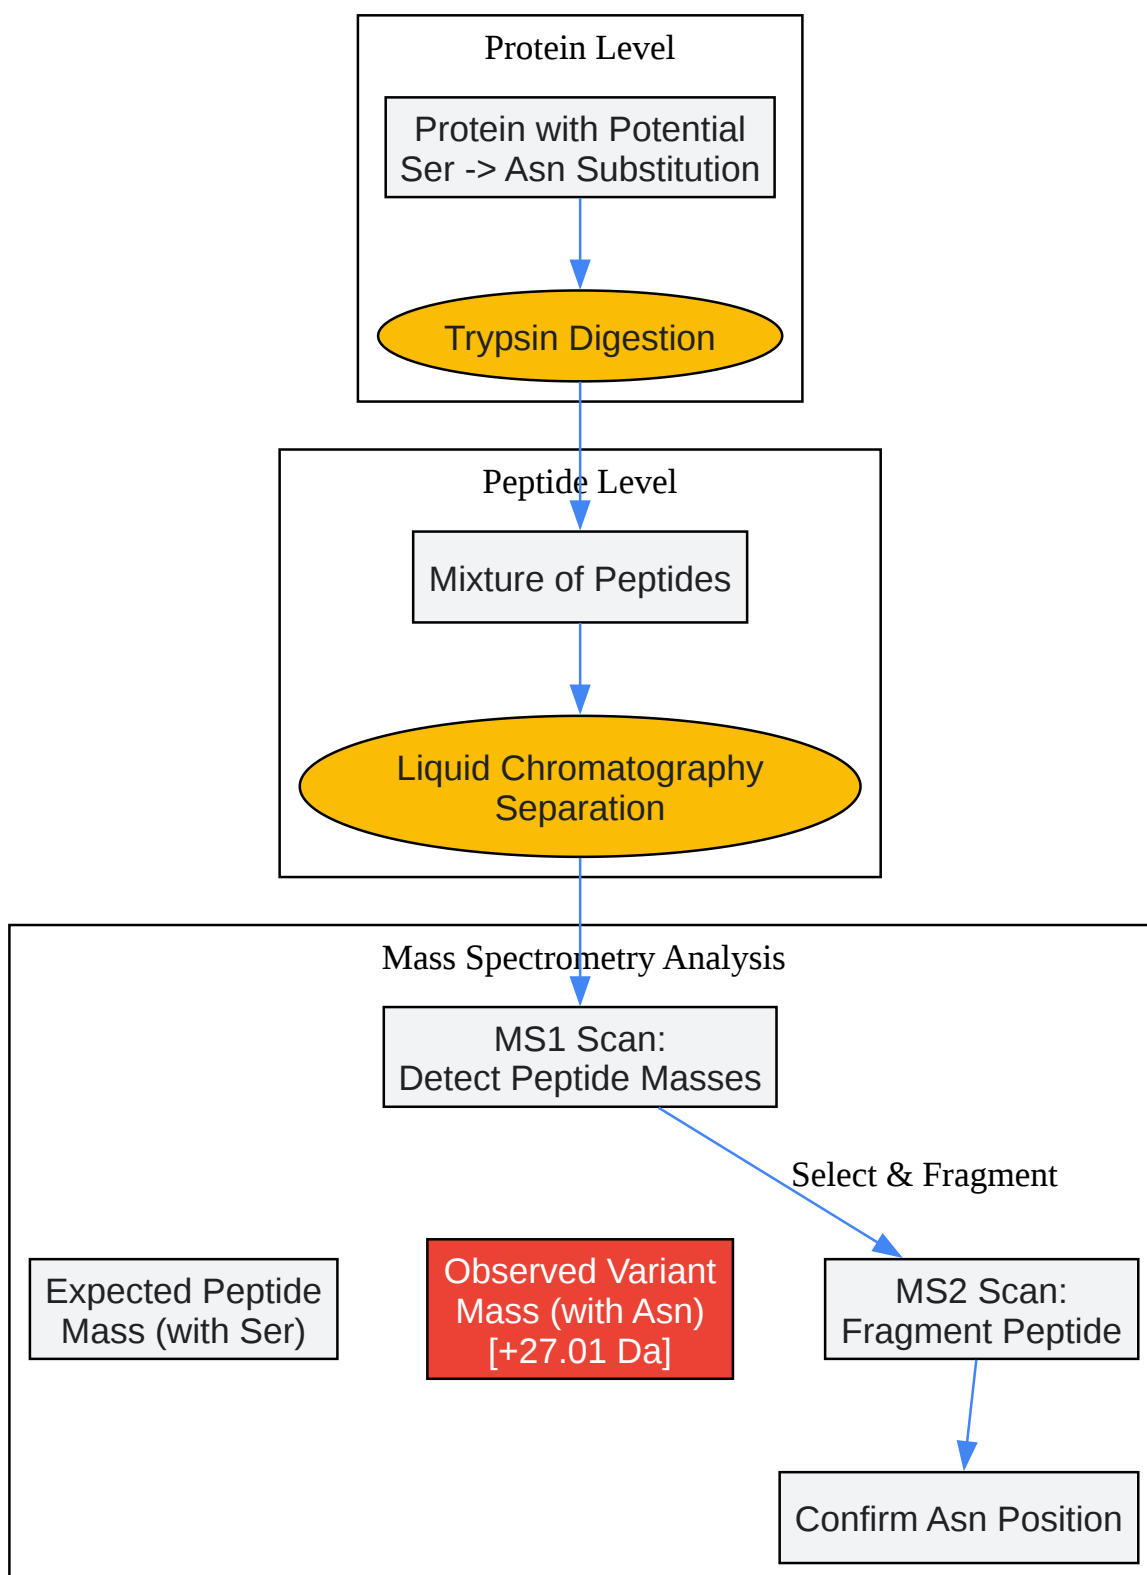 Protein Level
Protein with Potential
Ser -> Asn Substitution
Trypsin Digestion
Peptide Level
Mixture of Peptides
Liquid Chromatography
Separation
Mass Spectrometry Analysis
MS1 Scan:
Detect Peptide Masses
Select & Fragment
Expected Peptide
Mass (with Ser)
Observed Variant
Mass (with Asn)
[+27.01 Da]
MS2 Scan:
Fragment Peptide
Confirm Asn Position